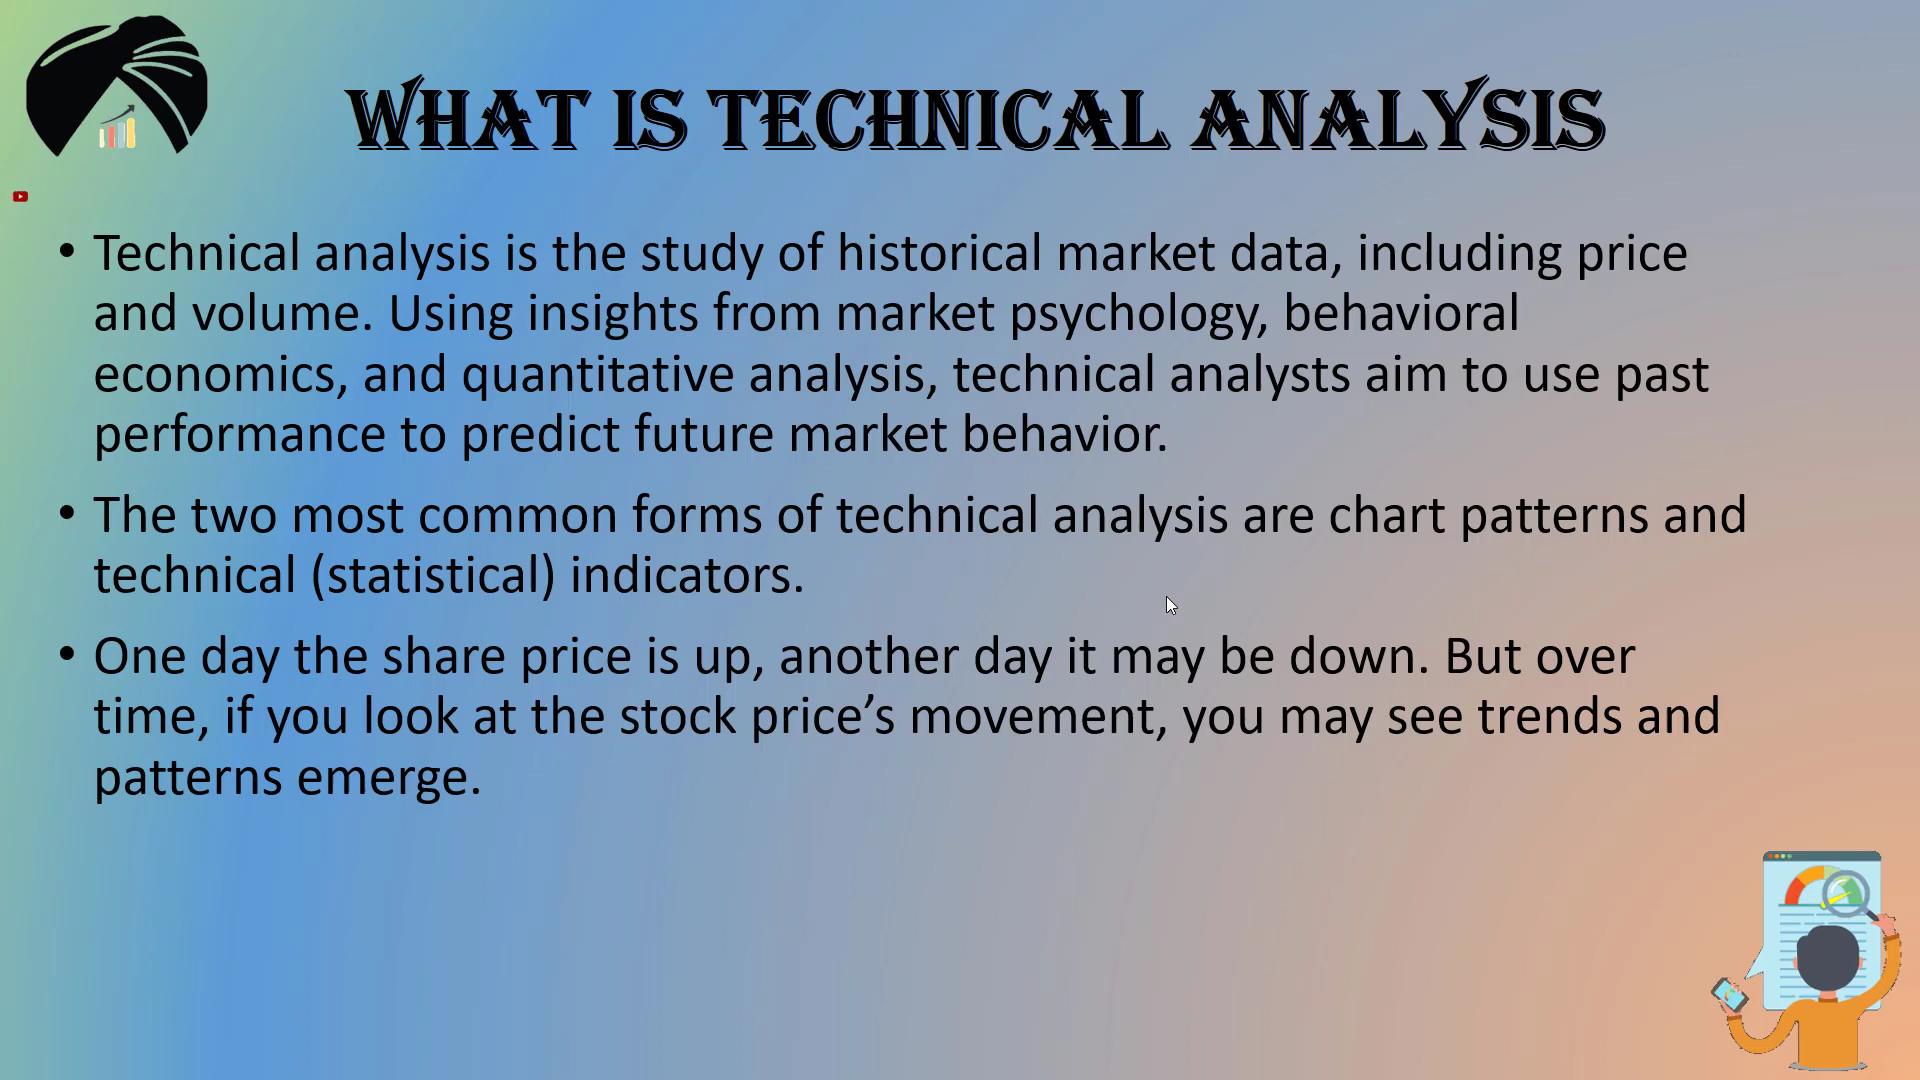 WHAT IS TECHNICAL ANALYSIS
• Technical analysis is the study of historical market data, including price
and volume. Using insights from market psychology, behavioral
economics, and quantitative analysis, technical analysts aim to use past
performance to predict future market behavior.
• The two most common forms of technical analysis are chart patterns and
technical (statistical) indicators.
• One day the share price is up, another day it may be down. But over
time, if you look at the stock price’s movement, you may see trends and
patterns emerge.